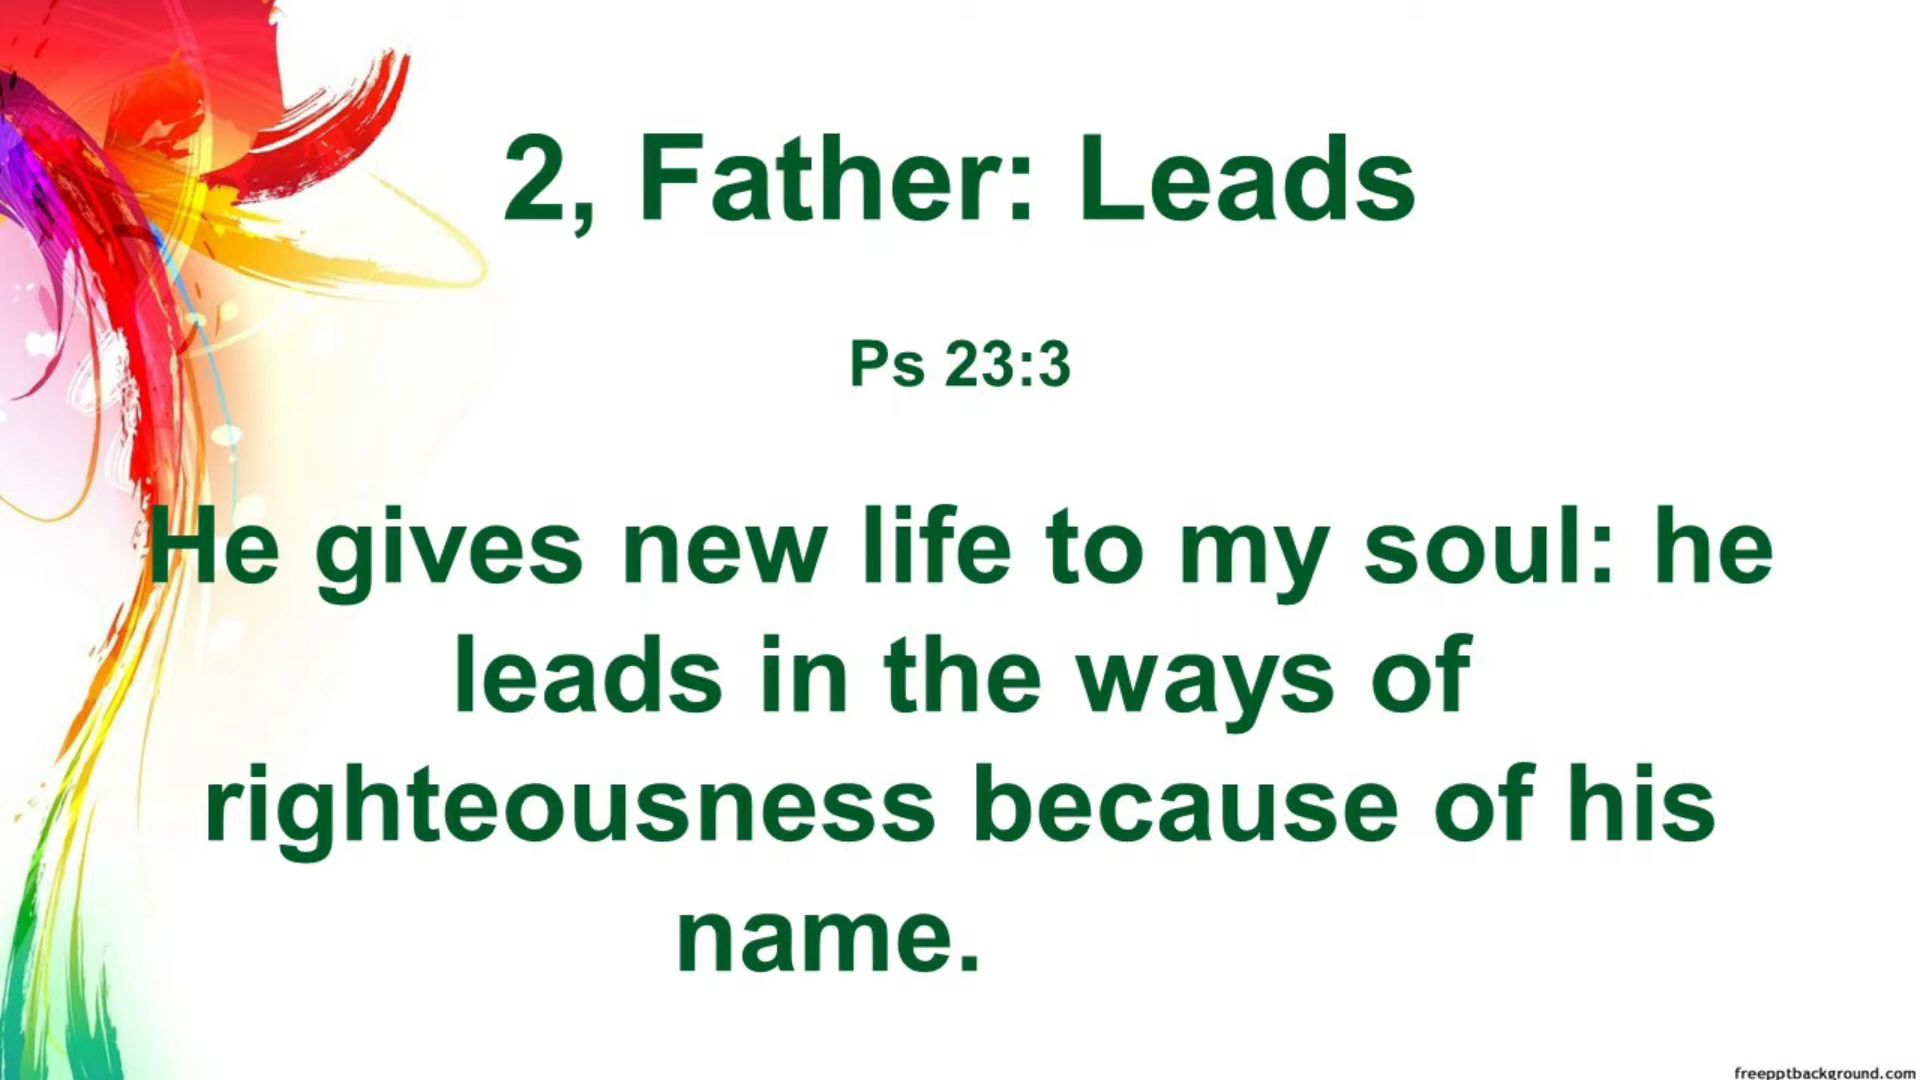 2, Father: Leads
Ps 23:3
He gives new life to my soul: he
leads in the ways of
righteousness because of his
name.
freepptbackground.com